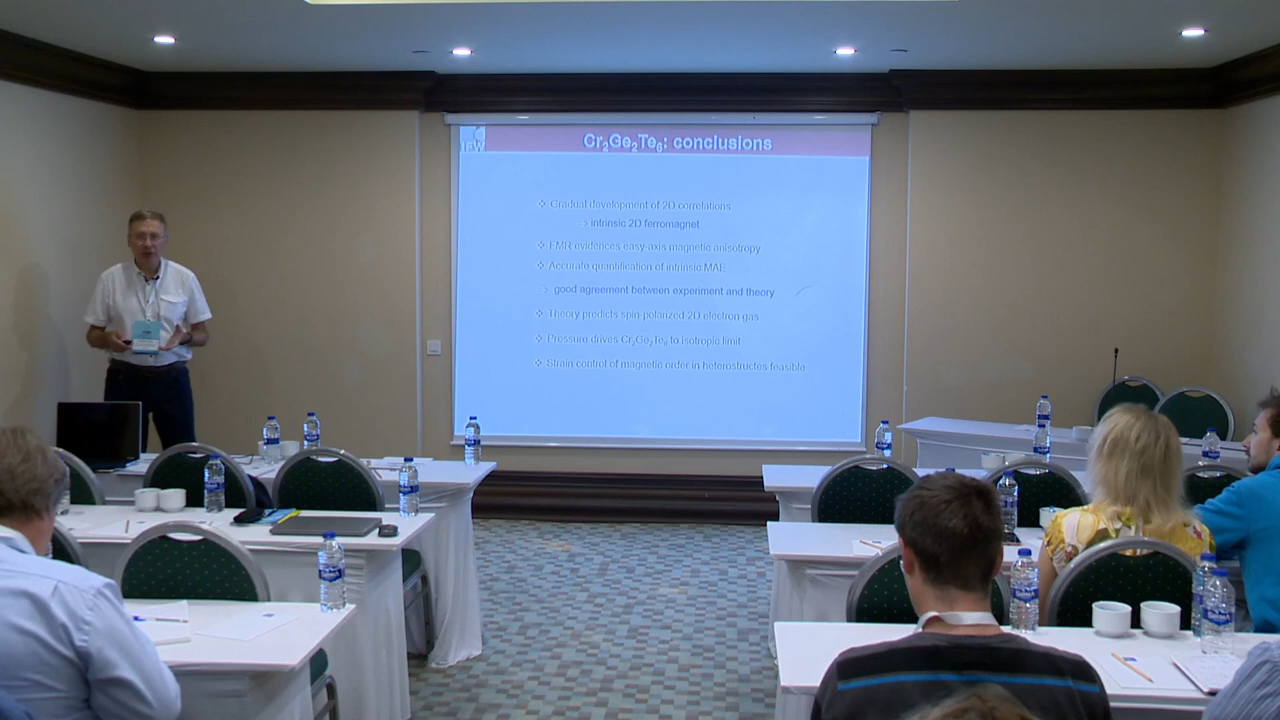 IFW
Cr₂Ge₂Te₆: conclusions
❖ Gradual development of 2D correlations
-> intrinsic 2D ferromagnet
❖ FMR evidences easy-axis magnetic anisotropy
❖ Accurate quantification of intrinsic MAE
-> good agreement between experiment and theory
❖ Theory predicts spin-polarized 2D electron gas
❖ Pressure drives Cr₂Ge₂Te₆ to isotropic limit
❖ Strain control of magnetic order in heterostructes feasible